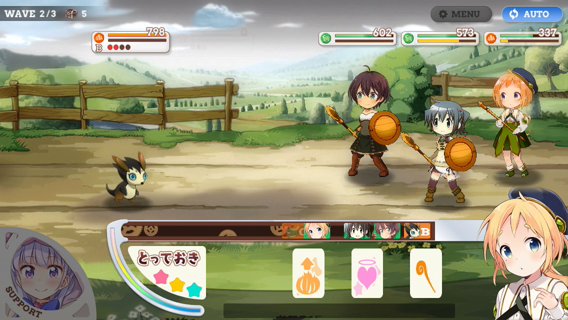 WAVE 2/3 5
MENU
AUTO
798
B
602
573
337
B
とっておき
SUPPORT